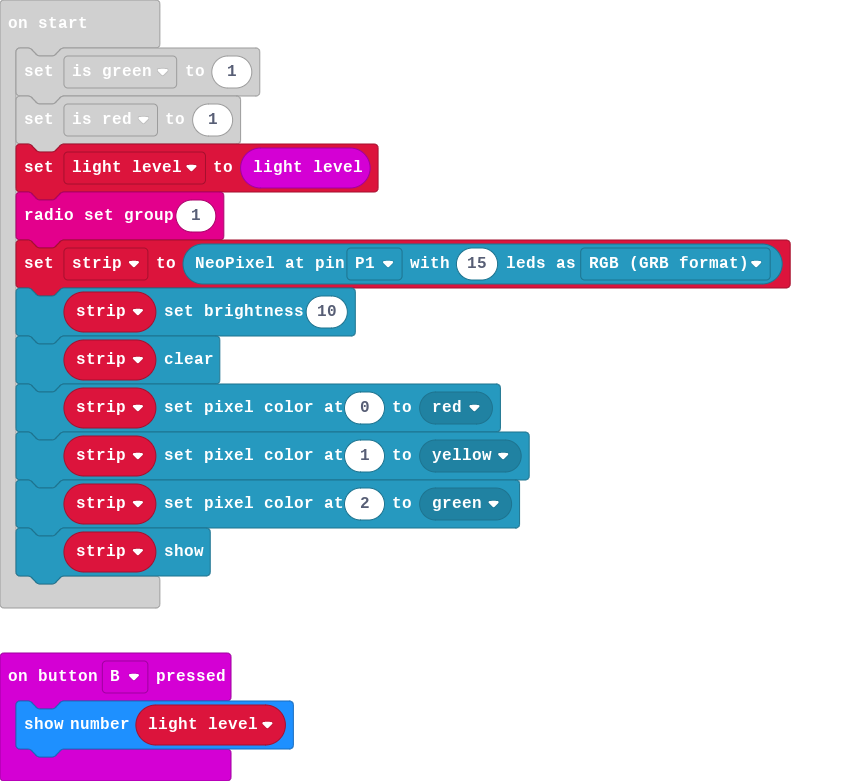 on start
set is green to 1
set is red to 1
set light level to light level
radio set group 1
set strip to NeoPixel at pin P1 with 15 leds as RGB (GRB format)
strip set brightness 10
strip clear
strip set pixel color at 0 to red
strip set pixel color at 1 to yellow
strip set pixel color at 2 to green
strip show
on button B pressed
show number light level